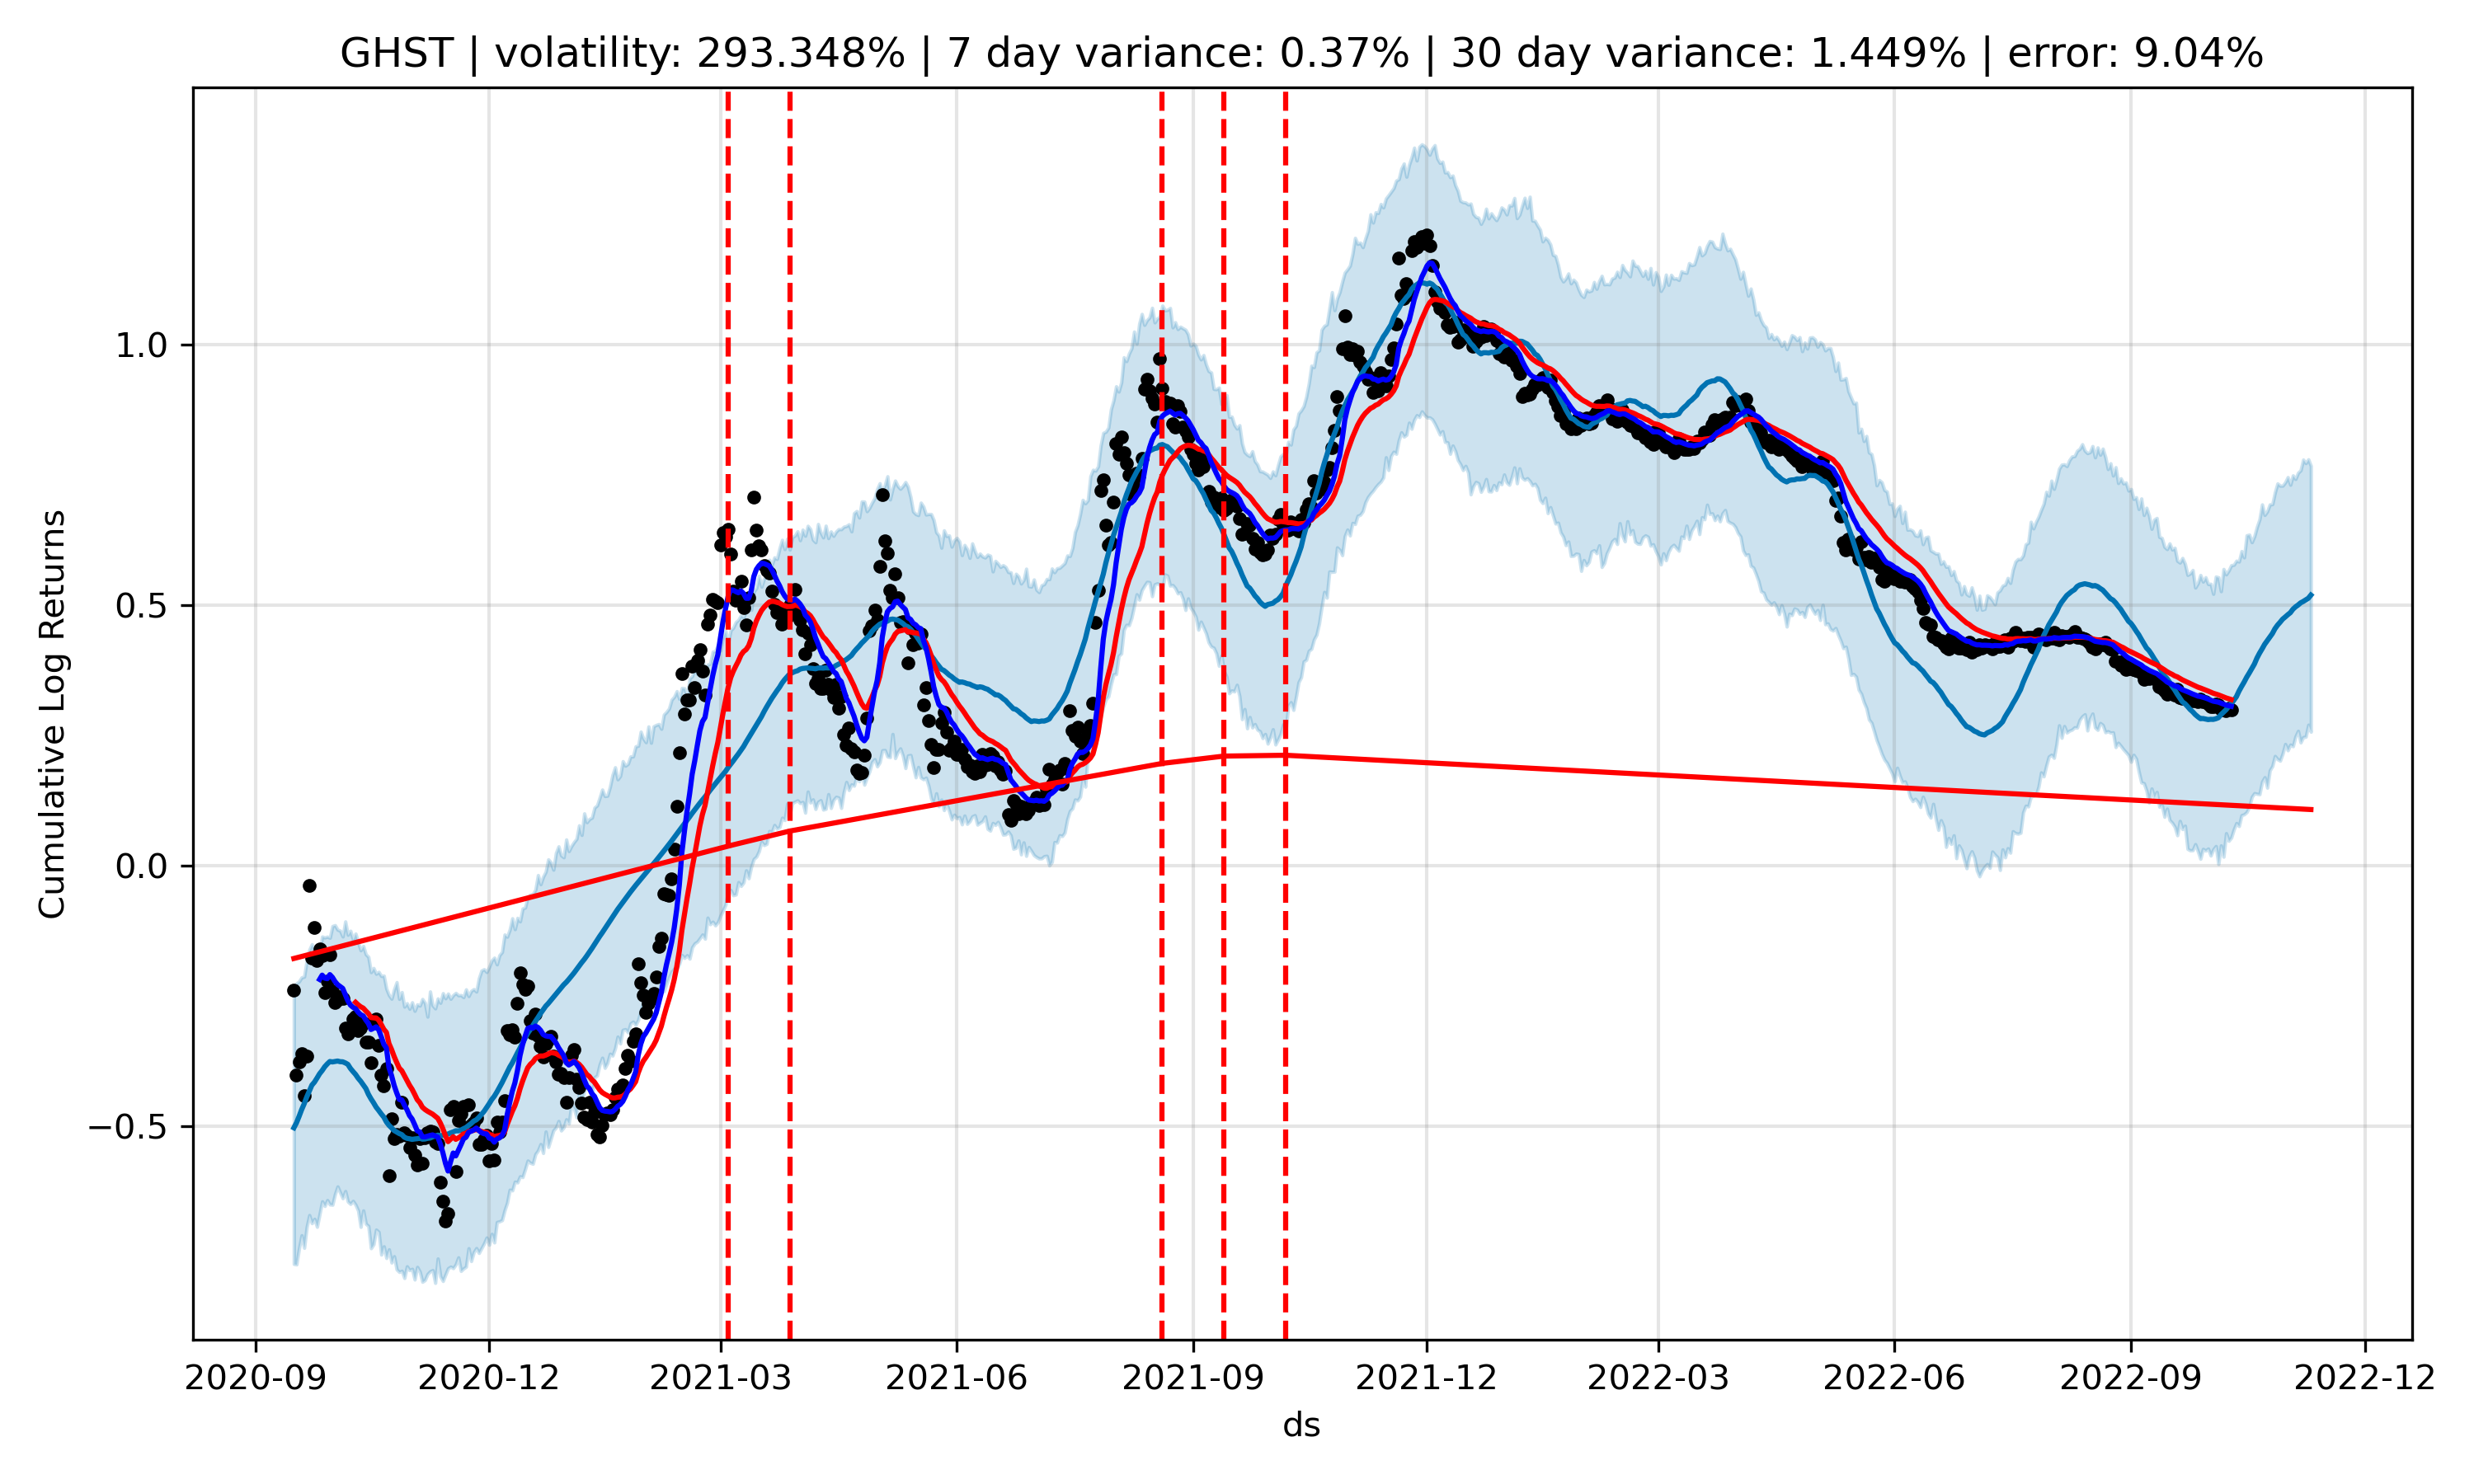 GHST | volatility: 293.348% | 7 day variance: 0.37% | 30 day variance: 1.449% | error: 9.04%
Cumulative Log Returns
1.0
0.5
0.0
−0.5
2020-09 2020-12 2021-03 2021-06 2021-09 2021-12 2022-03 2022-06 2022-09 2022-12
ds